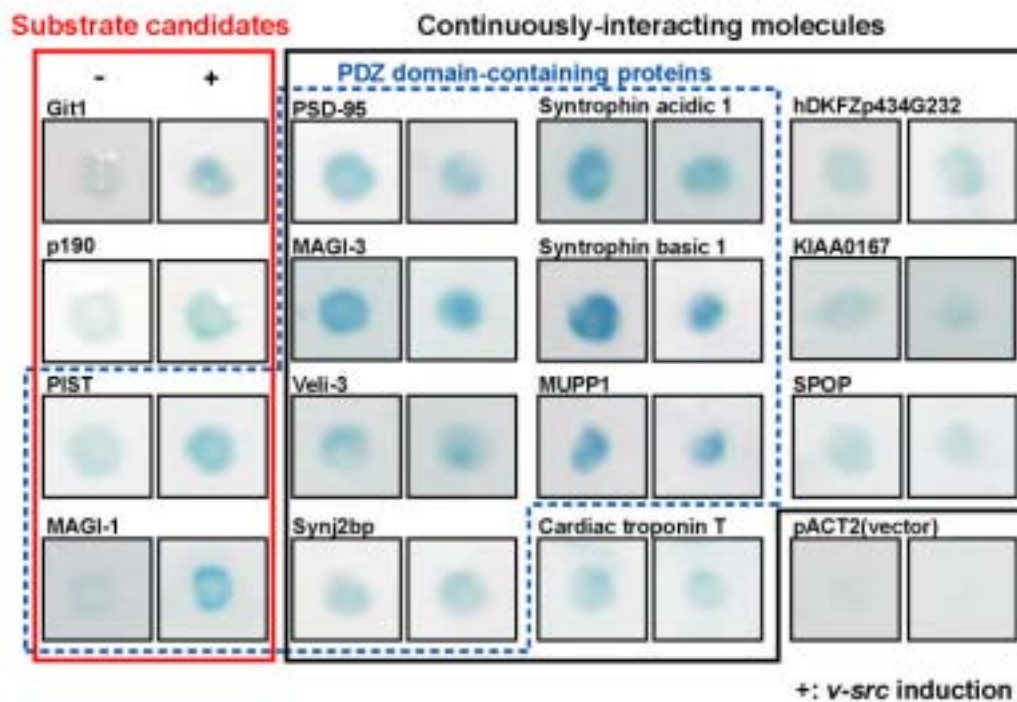 Substrate candidates
Continuously-interacting molecules
- +
PDZ domain-containing proteins
Git1
PSD-95
Syntrophin acidic 1
hDKFZp434G232
p190
MAGI-3
Syntrophin basic 1
KIAA0167
PIST
Veli-3
MUPP1
SPOP
MAGI-1
Synj2bp
Cardiac troponin T
pACT2(vector)
+: v-src induction